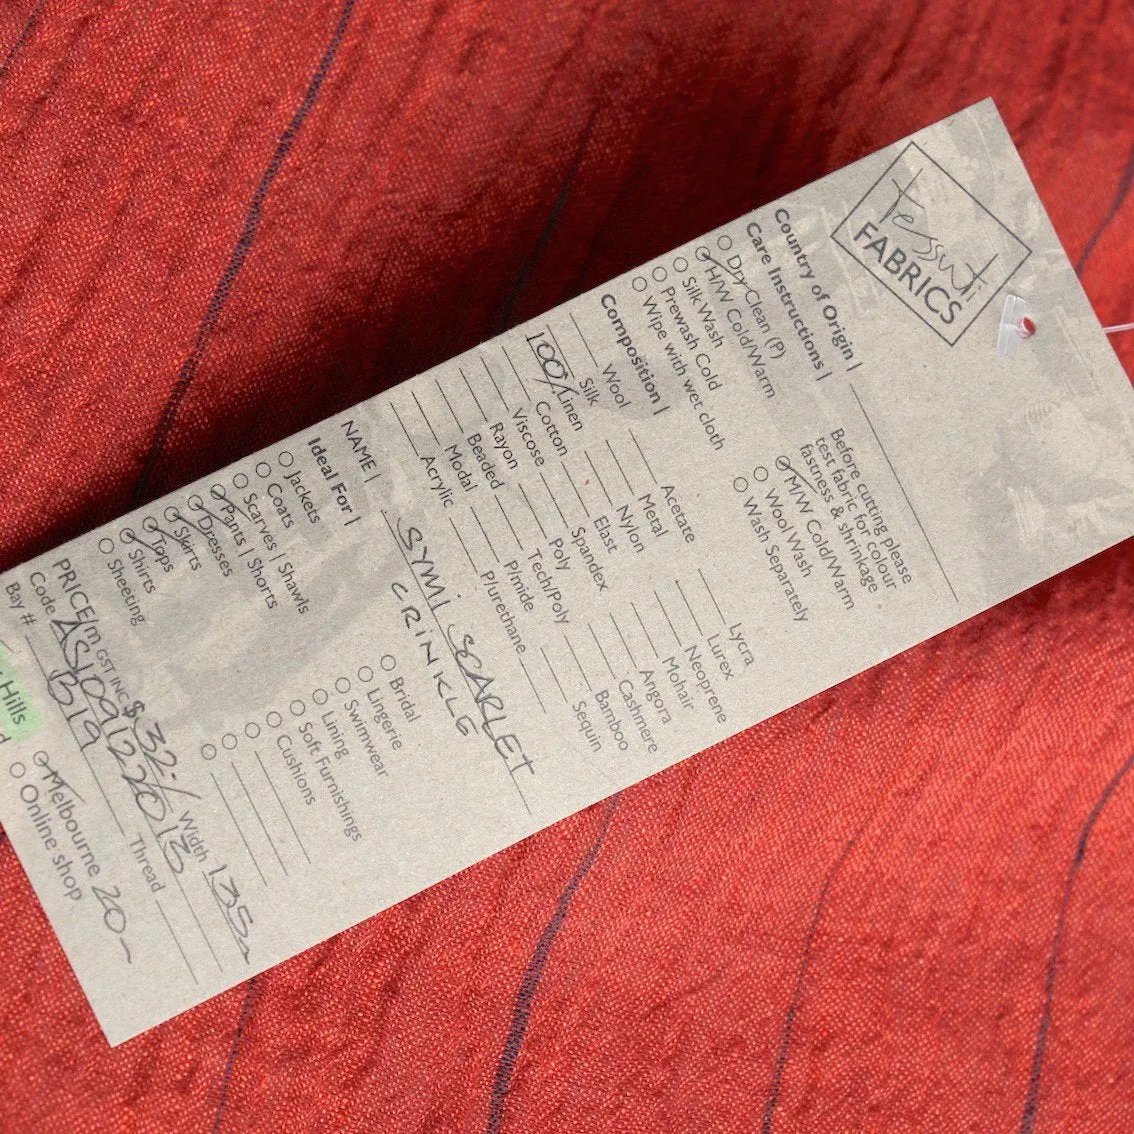 tessuti
FABRICS
Country of Origin |
Care Instructions |
Before cutting please
test fabric for colour
fastness & shrinkage
Dry Clean (P)
H/W Cold/Warm
Silk Wash
Prewash Cold
Wipe with wet cloth
M/W Cold/Warm
Wool Wash
Wash Separately
Composition |
Wool Acetate Lycra
Silk Metal Lurex
100% Linen Nylon Neoprene
Cotton Elast Mohair
Viscose Spandex Angora
Rayon Poly Cashmere
Beaded Tech/Poly Bamboo
Modal P/mide Sequin
Acrylic P/urethane
NAME | SYMI SCARLET
CRINKLE
Ideal For |
Jackets
Coats
Scarves | Shawls
Pants | Shorts
Dresses
Skirts
Tops
Shirts
Sheeting
Bridal
Lingerie
Swimwear
Lining
Soft Furnishings
Cushions
PRICE/m GST INC $ 32./ Width 135
Code AS109122013
Bay # B19 Thread
Hills
Melbourne 20
Online shop